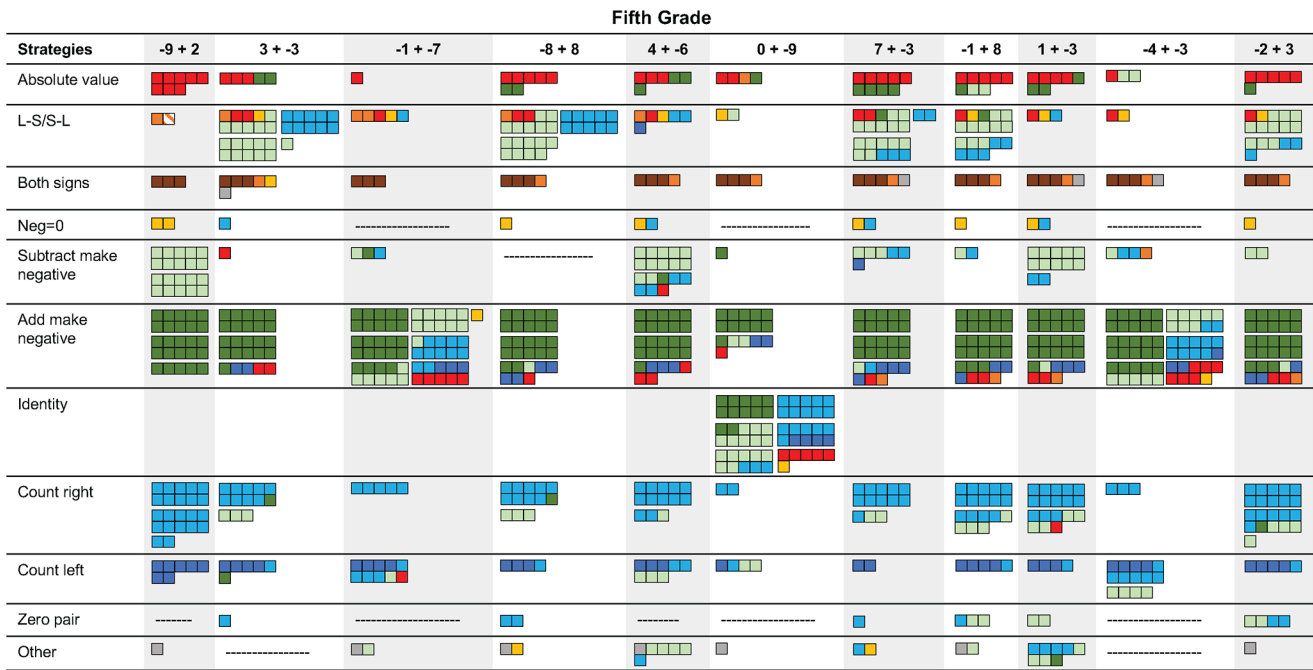 Fifth Grade
Strategies -9 + 2 3 + -3 -1 + -7 -8 + 8 4 + -6 0 + -9 7 + -3 -1 + 8 1 + -3 -4 + -3 -2 + 3
Absolute value
L-S/S-L
Both signs
Neg=0
Subtract make
negative
Add make
negative
Identity
Count right
Count left
Zero pair
Other